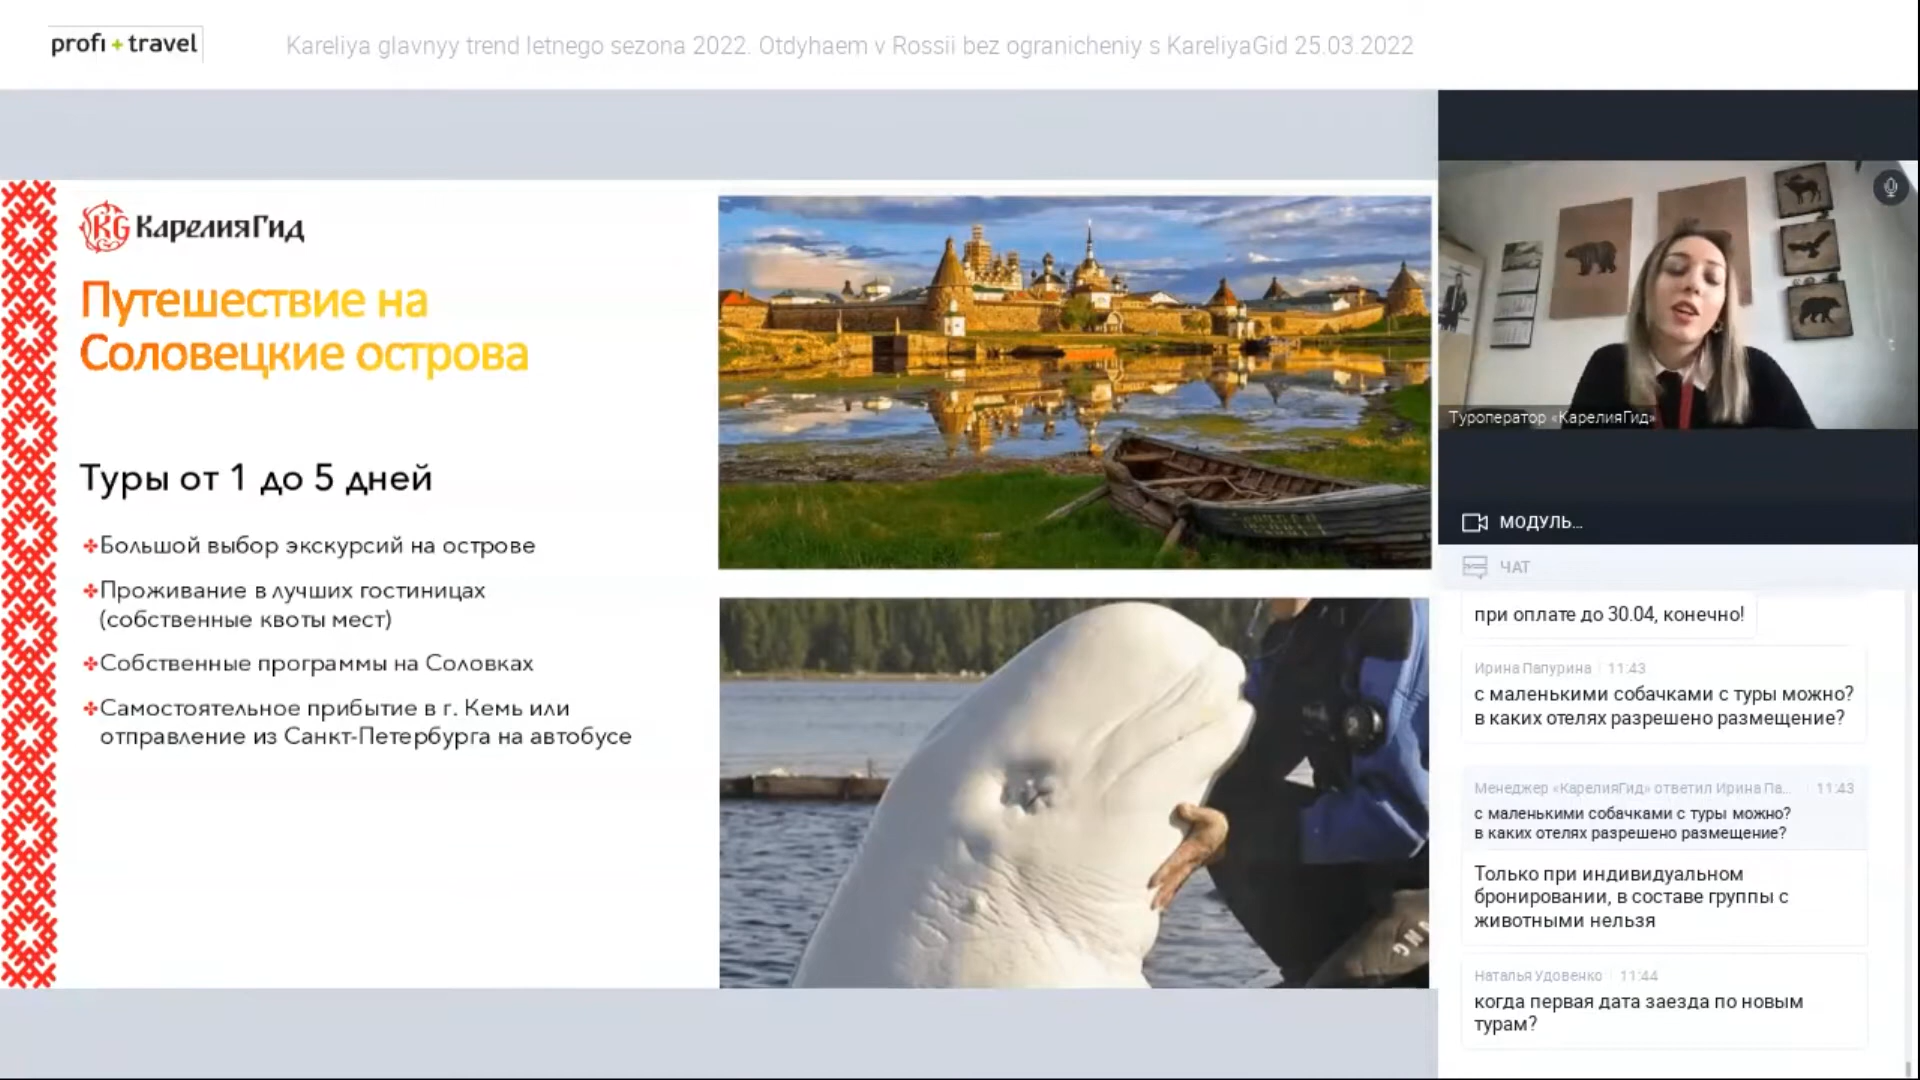 profi + travel
Kareliya glavnyy trend letnego sezona 2022. Otdyhaem v Rossii bez ogranicheniy s KareliyaGid 25.03.2022
KG КарелияГид
Путешествие на
Соловецкие острова
Туры от 1 до 5 дней
Большой выбор экскурсий на острове
Проживание в лучших гостиницах
(собственные квоты мест)
Собственные программы на Соловках
Самостоятельное прибытие в г. Кемь или
отправление из Санкт-Петербурга на автобусе
Туроператор «КарелияГид»
МОДУЛЬ...
ЧАТ
при оплате до 30.04, конечно!
Ирина Папурина 11:43
с маленькими собачками с туры можно?
в каких отелях разрешено размещение?
Менеджер «КарелияГид» ответил Ирина Па... 11:43
с маленькими собачками с туры можно?
в каких отелях разрешено размещение?
Только при индивидуальном
бронировании, в составе группы с
животными нельзя
Наталья Удовенко 11:44
когда первая дата заезда по новым
турам?